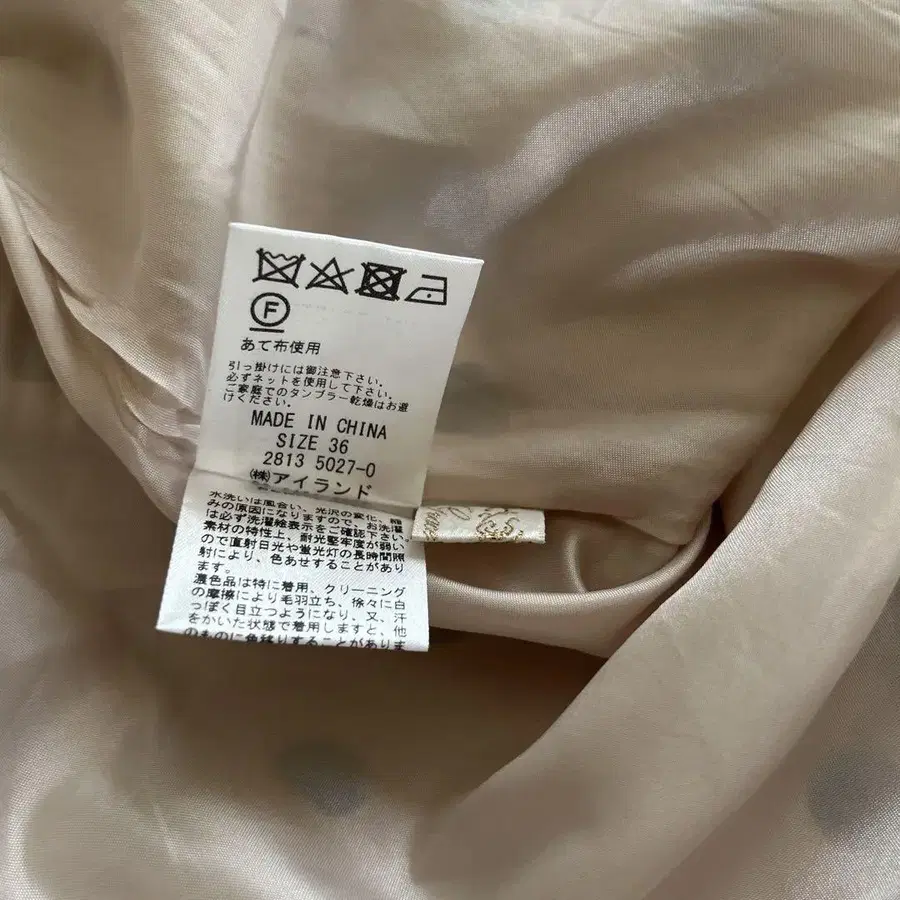 F
あて布使用
引っ掛けには御注意下さい。
必ずネットを使用して下さい。
ご家庭でのタンブラー乾燥はお避
けください。
MADE IN CHINA
SIZE 36
2813 5027-0
㈱アイランド
水洗いは風合い、光沢の変化、縮
みの原因になりますので、お洗濯
は必ず洗濯絵表示をご確認下さい。
素材の特性上、耐光堅牢度が弱い
ので直射日光や蛍光灯の長時間照
射により、色あせすることがあり
ます。
濃色品は特に着用、クリーニング
の摩擦により毛羽立ち、徐々に白
っぽく目立つようになり、又、汗
をかいた状態で着用しますと、他
のものに色移りすることがありま